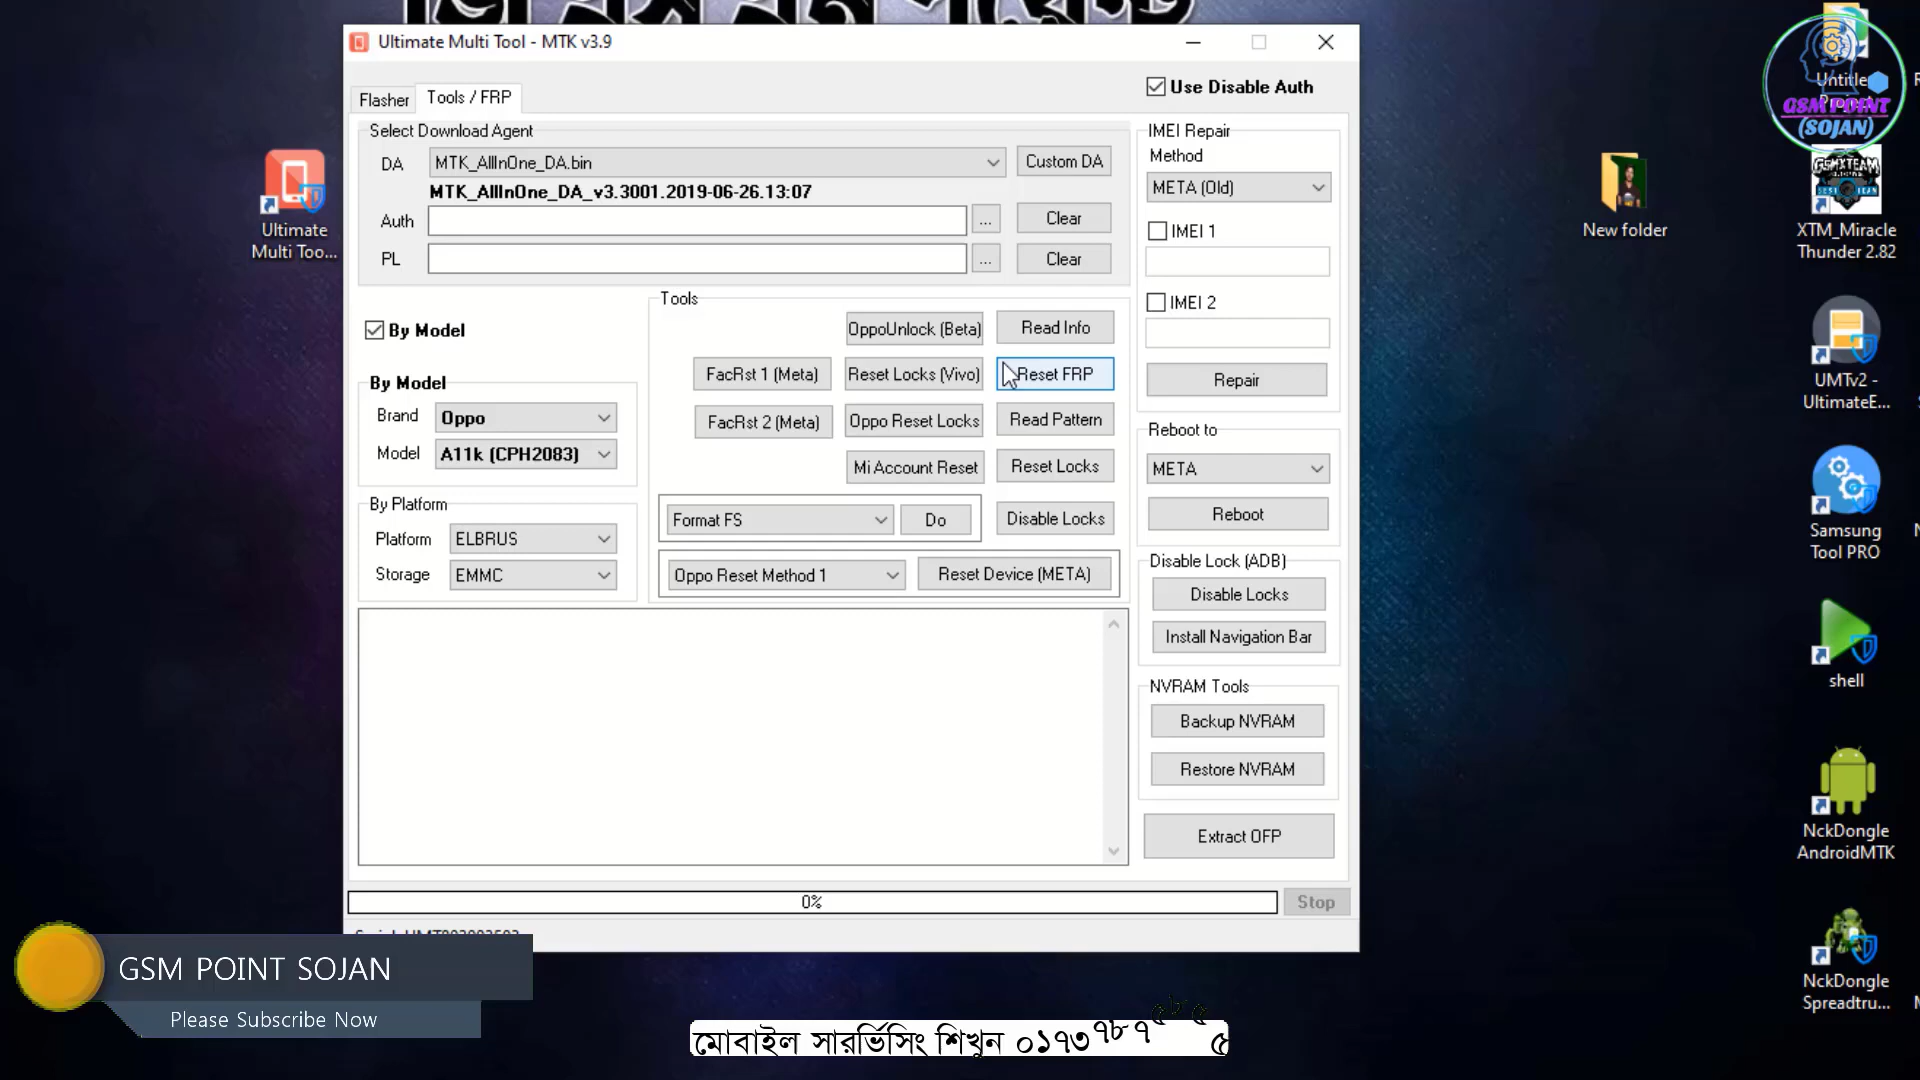 Ultimate Multi Tool - MTK v3.9
Flasher
Tools / FRP
Use Disable Auth
Select Download Agent
DA
MTK_AllInOne_DA.bin
Custom DA
MTK_AllInOne_DA_v3.3001.2019-06-26.13:07
Auth
...
Clear
PL
...
Clear
IMEI Repair
Method
META (Old)
IMEI 1
IMEI 2
Repair
By Model
By Model
Brand
Oppo
Model
A11k (CPH2083)
By Platform
Platform
ELBRUS
Storage
EMMC
Tools
OppoUnlock (Beta)
Read Info
FacRst 1 (Meta)
Reset Locks (Vivo)
Reset FRP
FacRst 2 (Meta)
Oppo Reset Locks
Read Pattern
Mi Account Reset
Reset Locks
Format FS
Do
Disable Locks
Oppo Reset Method 1
Reset Device (META)
Reboot to
META
Reboot
Disable Lock (ADB)
Disable Locks
Install Navigation Bar
NVRAM Tools
Backup NVRAM
Restore NVRAM
Extract OFP
0%
Stop
Ultimate
Multi Too...
New folder
GSM POINT
(SOJAN)
GSMXTEAM
XTM_Miracle
Thunder 2.82
UMTv2 -
UltimateE...
Samsung
Tool PRO
shell
NckDongle
AndroidMTK
NckDongle
Spreadtru...
GSM POINT SOJAN
Please Subscribe Now
মোবাইল সারর্ভিসিং শিখুন ০১৭৩৭৮৭৫৮৫৫